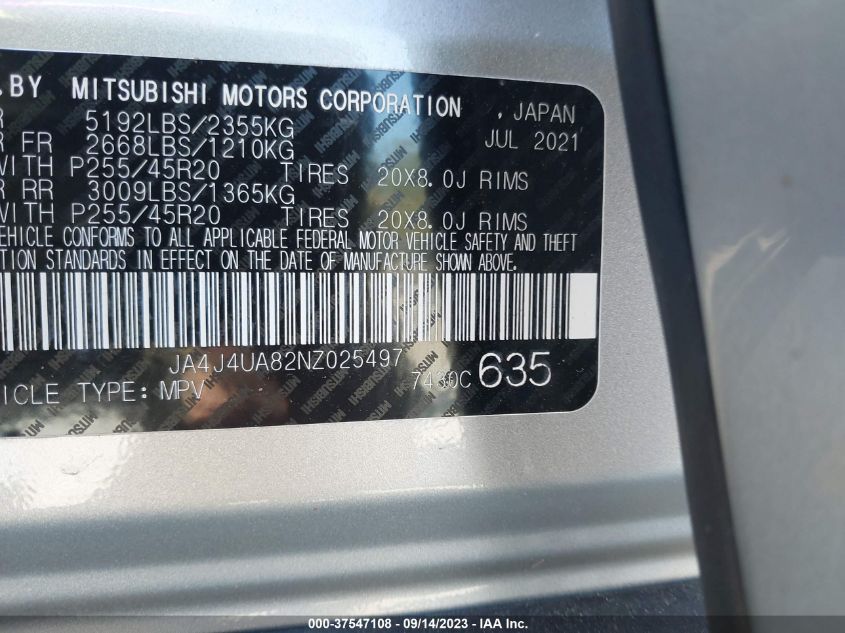 .BY MITSUBISHI MOTORS CORPORATION . JAPAN
R 5192LBS/2355KG JUL 2021
R FR 2668LBS/1210KG
WITH P255/45R20 TIRES 20X8.0J RIMS
R RR 3009LBS/1365KG
WITH P255/45R20 TIRES 20X8.0J RIMS
EHICLE CONFORMS TO ALL APPLICABLE FEDERAL MOTOR VEHICLE SAFETY AND THEFT
TION STANDARDS IN EFFECT ON THE DATE OF MANUFACTURE SHOWN ABOVE.
JA4J4UA82NZ025497
ICLE TYPE: MPV 7430C 635
000-37547108 - 09/14/2023 - IAA Inc.